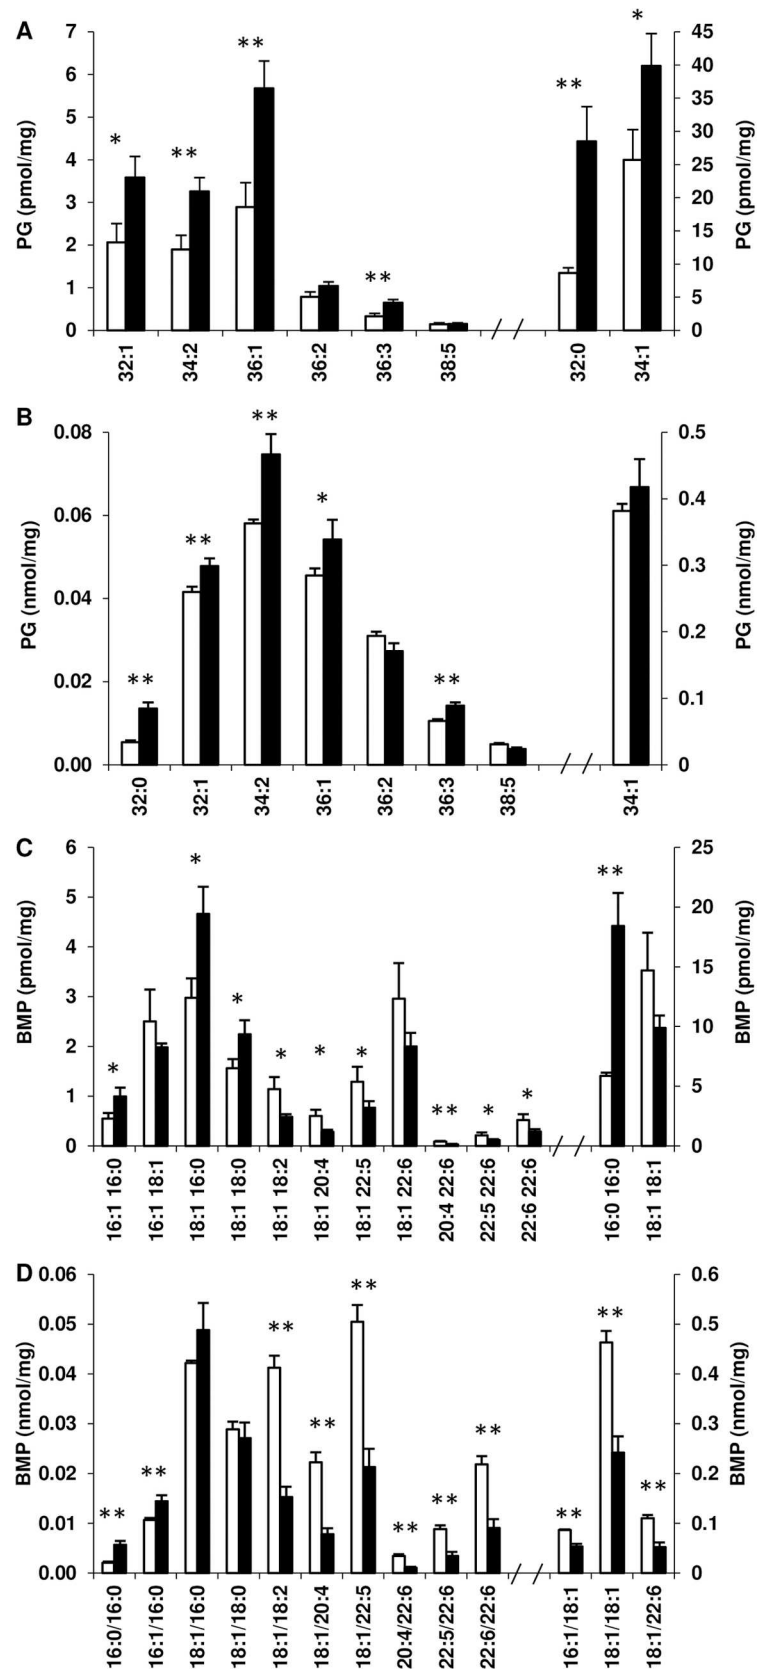 A
7 6 5 4 3 2 1 0
PG (pmol/mg)
* ** ** ** ** *
45 40 35 30 25 20 15 10 5 0
PG (pmol/mg)
32:1 34:2 36:1 36:2 36:3 38:5 32:0 34:1
B
0.08 0.06 0.04 0.02 0.00
PG (nmol/mg)
** ** ** * **
0.5 0.4 0.3 0.2 0.1 0
PG (nmol/mg)
32:0 32:1 34:2 36:1 36:2 36:3 38:5 34:1
C
6 5 4 3 2 1 0
BMP (pmol/mg)
* * * * * * ** * * **
25 20 15 10 5 0
BMP (pmol/mg)
16:1 16:0 16:1 18:1 18:1 16:0 18:1 18:0 18:1 18:2 18:1 20:4 18:1 22:5 18:1 22:6 20:4 22:6 22:5 22:6 22:6 22:6 16:0 16:0 18:1 18:1
D
0.06 0.05 0.04 0.03 0.02 0.01 0.00
BMP (nmol/mg)
** ** ** ** ** ** ** ** ** ** **
0.6 0.5 0.4 0.3 0.2 0.1 0
BMP (nmol/mg)
16:0/16:0 16:1/16:0 18:1/16:0 18:1/18:0 18:1/18:2 18:1/20:4 18:1/22:5 20:4/22:6 22:5/22:6 22:6/22:6 16:1/18:1 18:1/18:1 18:1/22:6